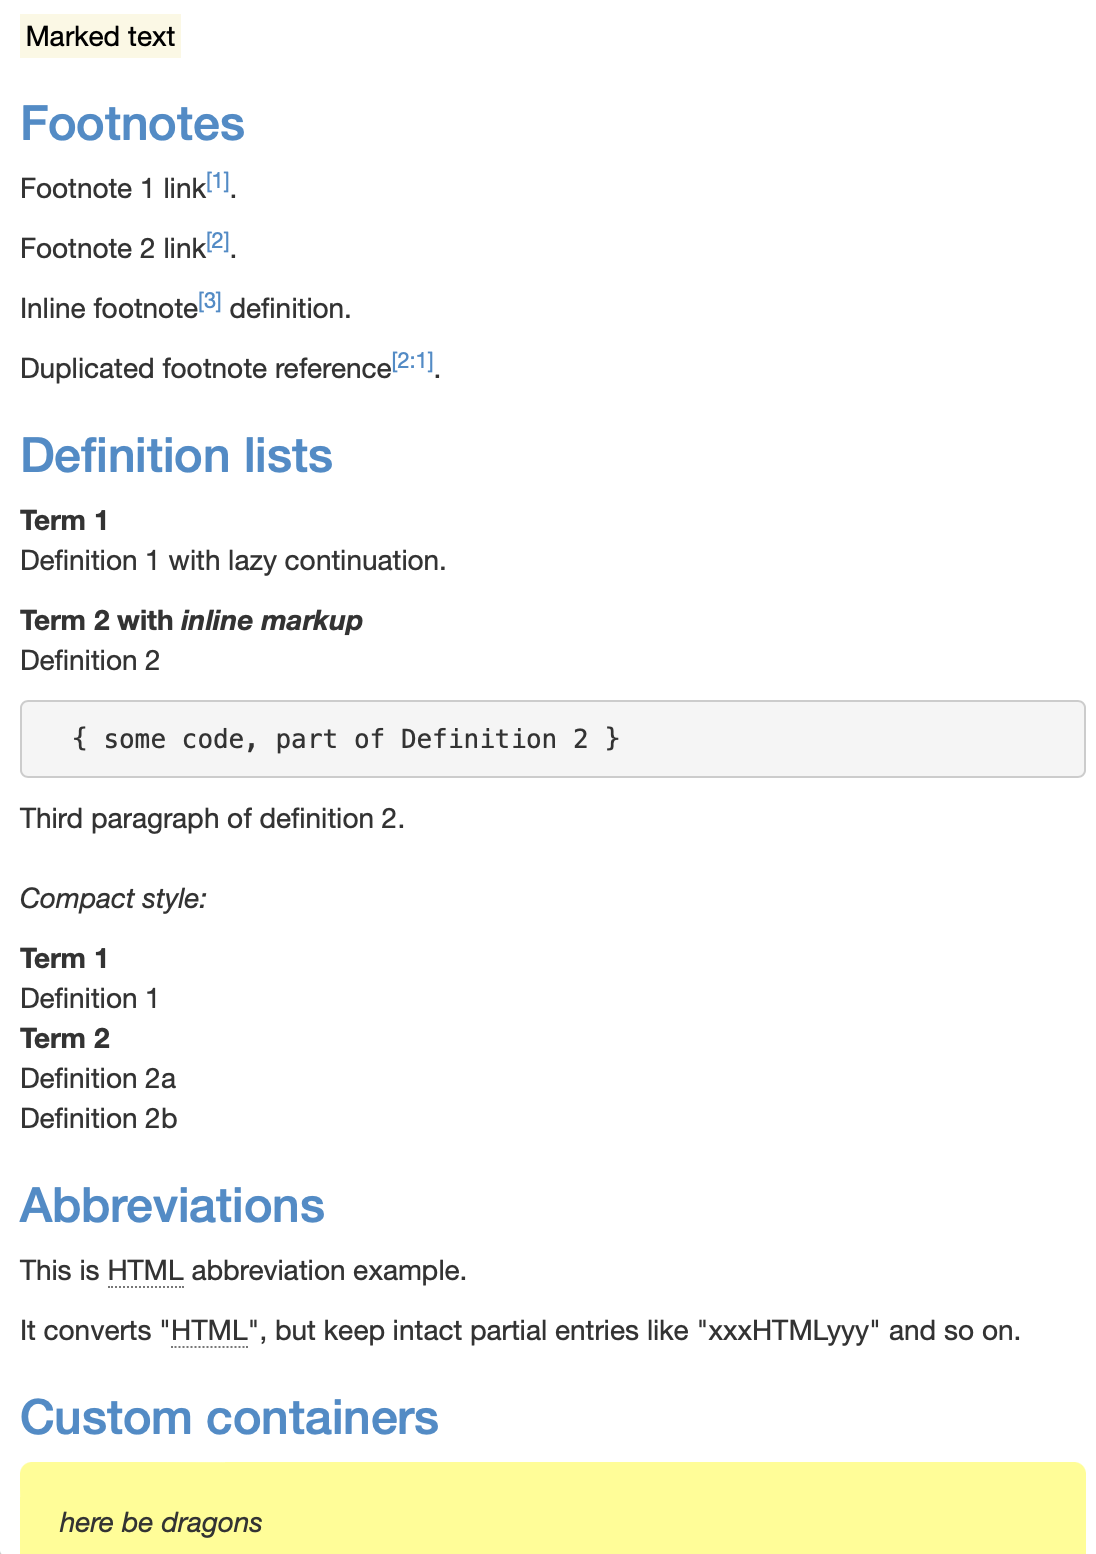 Marked text
Footnotes
Footnote 1 link[1].
Footnote 2 link[2].
Inline footnote[3] definition.
Duplicated footnote reference[2:1].
Definition lists
Term 1
Definition 1 with lazy continuation.
Term 2 with inline markup
Definition 2
{ some code, part of Definition 2 }
Third paragraph of definition 2.
Compact style:
Term 1
Definition 1
Term 2
Definition 2a
Definition 2b
Abbreviations
This is HTML abbreviation example.
It converts "HTML", but keep intact partial entries like "xxxHTMLyyy" and so on.
Custom containers
here be dragons